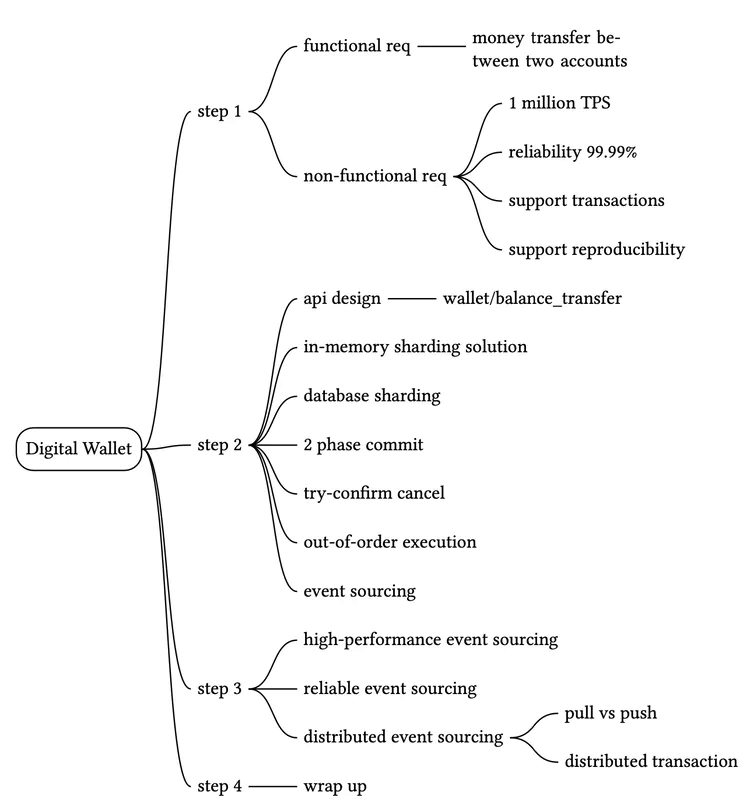 Digital Wallet
step 1
functional req
money transfer be-
tween two accounts
non-functional req
1 million TPS
reliability 99.99%
support transactions
support reproducibility
step 2
api design
wallet/balance_transfer
in-memory sharding solution
database sharding
2 phase commit
try-confirm cancel
out-of-order execution
event sourcing
step 3
high-performance event sourcing
reliable event sourcing
distributed event sourcing
pull vs push
distributed transaction
step 4
wrap up